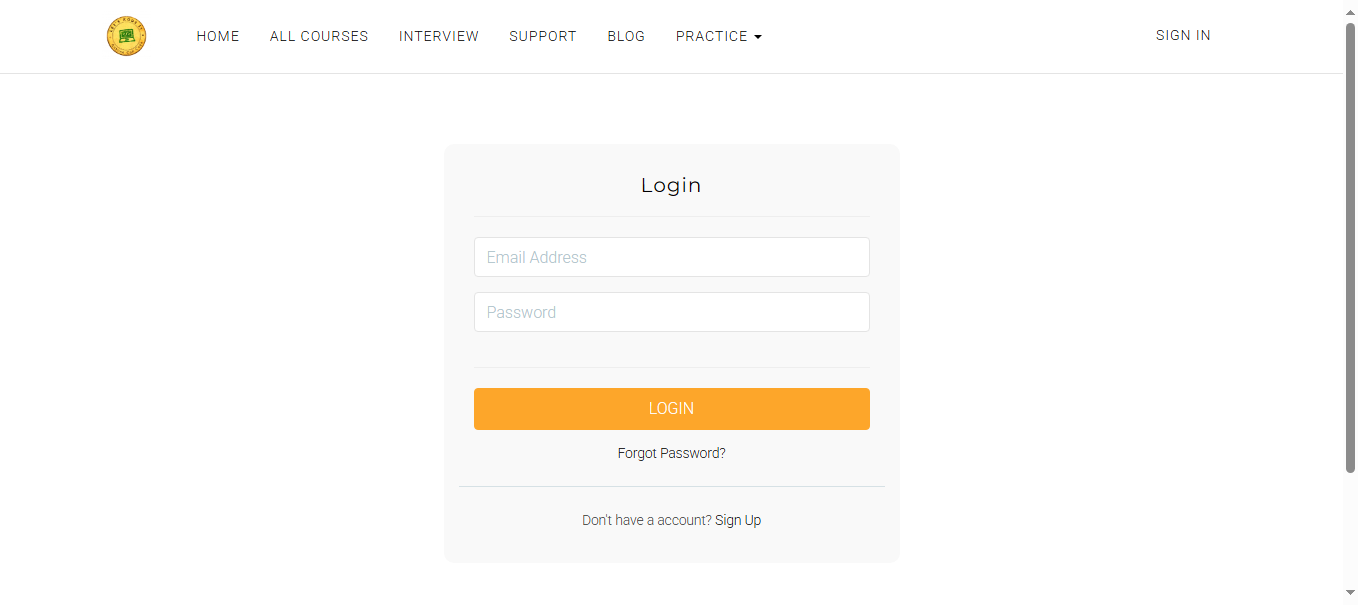 HOME ALL COURSES INTERVIEW SUPPORT BLOG PRACTICE SIGN IN
Login
Email Address
Password
LOGIN
Forgot Password?
Don't have a account? Sign Up